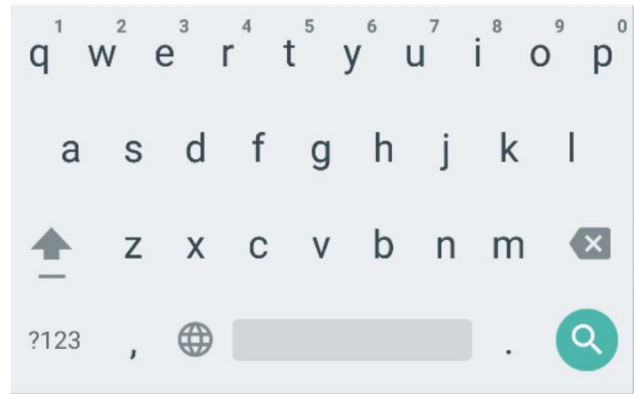 1 2 3 4 5 6 7 8 9 0
q w e r t y u i o p
a s d f g h j k l
z x c v b n m
?123 , .